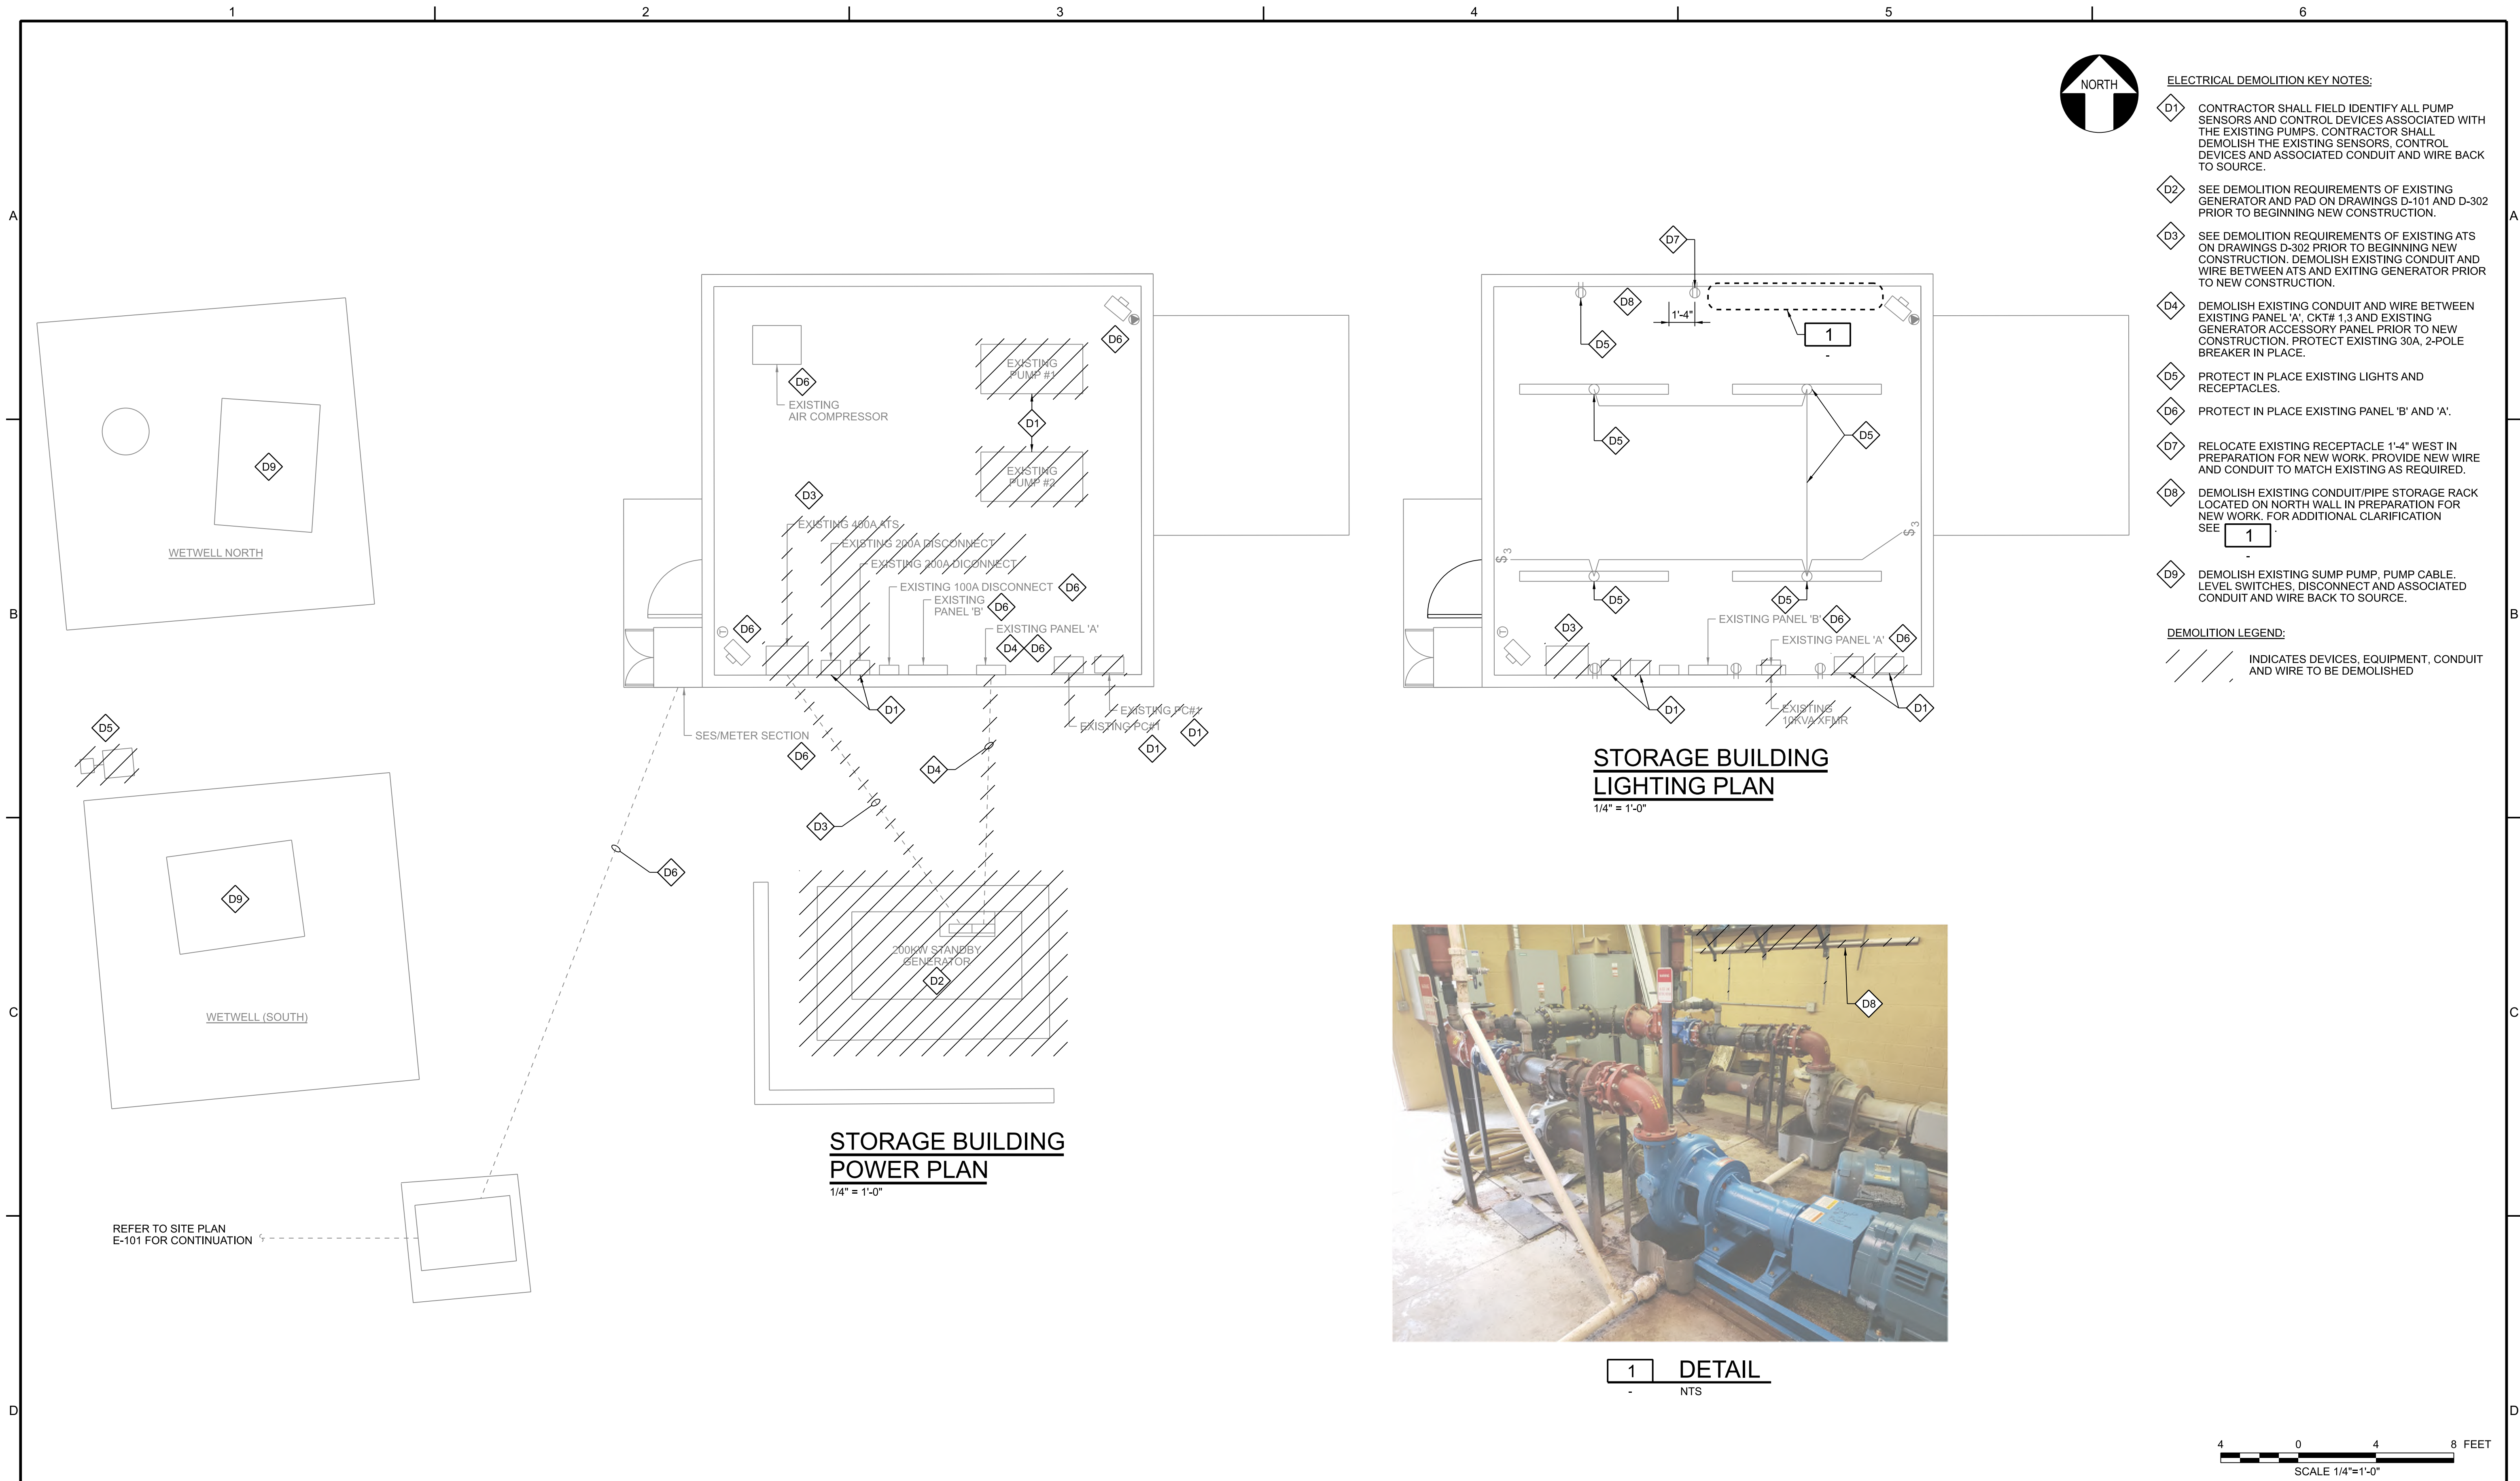 1 2 3 4 5 6
A
A
B
B
C
C
D
D
NORTH
ELECTRICAL DEMOLITION KEY NOTES:
D1 CONTRACTOR SHALL FIELD IDENTIFY ALL PUMP
SENSORS AND CONTROL DEVICES ASSOCIATED WITH
THE EXISTING PUMPS. CONTRACTOR SHALL
DEMOLISH THE EXISTING SENSORS, CONTROL
DEVICES AND ASSOCIATED CONDUIT AND WIRE BACK
TO SOURCE.
D2 SEE DEMOLITION REQUIREMENTS OF EXISTING
GENERATOR AND PAD ON DRAWINGS D-101 AND D-302
PRIOR TO BEGINNING NEW CONSTRUCTION.
D3 SEE DEMOLITION REQUIREMENTS OF EXISTING ATS
ON DRAWINGS D-302 PRIOR TO BEGINNING NEW
CONSTRUCTION. DEMOLISH EXISTING CONDUIT AND
WIRE BETWEEN ATS AND EXITING GENERATOR PRIOR
TO NEW CONSTRUCTION.
D4 DEMOLISH EXISTING CONDUIT AND WIRE BETWEEN
EXISTING PANEL 'A', CKT# 1,3 AND EXISTING
GENERATOR ACCESSORY PANEL PRIOR TO NEW
CONSTRUCTION. PROTECT EXISTING 30A, 2-POLE
BREAKER IN PLACE.
D5 PROTECT IN PLACE EXISTING LIGHTS AND
RECEPTACLES.
D6 PROTECT IN PLACE EXISTING PANEL 'B' AND 'A'.
D7 RELOCATE EXISTING RECEPTACLE 1'-4" WEST IN
PREPARATION FOR NEW WORK. PROVIDE NEW WIRE
AND CONDUIT TO MATCH EXISTING AS REQUIRED.
D8 DEMOLISH EXISTING CONDUIT/PIPE STORAGE RACK
LOCATED ON NORTH WALL IN PREPARATION FOR
NEW WORK. FOR ADDITIONAL CLARIFICATION
SEE 1 .
-
D9 DEMOLISH EXISTING SUMP PUMP, PUMP CABLE.
LEVEL SWITCHES, DISCONNECT AND ASSOCIATED
CONDUIT AND WIRE BACK TO SOURCE.
DEMOLITION LEGEND:
INDICATES DEVICES, EQUIPMENT, CONDUIT
AND WIRE TO BE DEMOLISHED
D9
WETWELL NORTH
D5
D9
WETWELL (SOUTH)
REFER TO SITE PLAN
E-101 FOR CONTINUATION
D6
D6
EXISTING
AIR COMPRESSOR
D6
EXISTING
PUMP #1
D1
EXISTING
PUMP #2
D3
EXISTING 400A ATS
EXISTING 200A DISCONNECT
EXISTING 200A DICONNECT
EXISTING 100A DISCONNECT D6
EXISTING
PANEL 'B' D6
EXISTING PANEL 'A'
D4 D6
T D6
D1
EXISTING PC#1
EXISTING PC#1
D1
D1
SES/METER SECTION
D6
D4
D3
200KW STANDBY
GENERATOR
D2
STORAGE BUILDING
POWER PLAN
1/4" = 1'-0"
D7
D8
1'-4"
1
-
D5
D5
D5
$ 3
$ 3
D5
D5
EXISTING PANEL 'B' D6
EXISTING PANEL 'A' D6
T
D3
D1
D1
EXISTING
10KVA XFMR
STORAGE BUILDING
LIGHTING PLAN
1/4" = 1'-0"
D8
1 DETAIL
- NTS
4 0 4 8 FEET
SCALE 1/4"=1'-0"